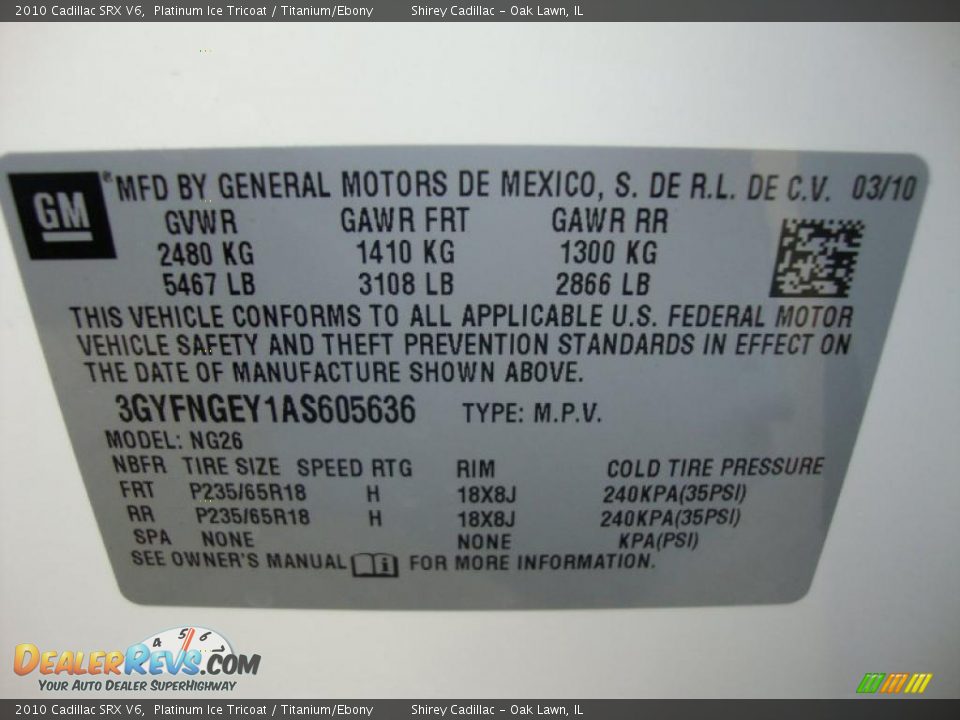 2010 Cadillac SRX V6, Platinum Ice Tricoat / Titanium/Ebony Shirey Cadillac - Oak Lawn, IL
GM ® MFD BY GENERAL MOTORS DE MEXICO, S. DE R.L. DE C.V. 03/10
GVWR GAWR FRT GAWR RR
2480 KG 1410 KG 1300 KG
5467 LB 3108 LB 2866 LB
THIS VEHICLE CONFORMS TO ALL APPLICABLE U.S. FEDERAL MOTOR
VEHICLE SAFETY AND THEFT PREVENTION STANDARDS IN EFFECT ON
THE DATE OF MANUFACTURE SHOWN ABOVE.
3GYFNGEY1AS605636 TYPE: M.P.V.
MODEL: NG26
NBFR TIRE SIZE SPEED RTG RIM COLD TIRE PRESSURE
FRT P235/65R18 H 18X8J 240KPA(35PSI)
RR P235/65R18 H 18X8J 240KPA(35PSI)
SPA NONE NONE KPA(PSI)
SEE OWNER'S MANUAL i FOR MORE INFORMATION.
4 5 6 7
DealerRevs.com
Your Auto Dealer SuperHighway
2010 Cadillac SRX V6, Platinum Ice Tricoat / Titanium/Ebony Shirey Cadillac - Oak Lawn, IL